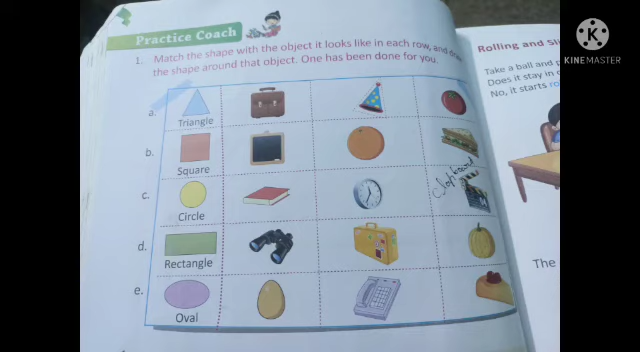 Practice Coach
1. Match the shape with the object it looks like in each row, and draw
the shape around that object. One has been done for you.
a.
Triangle
b.
Square
c.
Circle
d.
Rectangle
e.
Oval
Clapboard
Rolling and
Take a ball and
Does it stay in
No, it starts
The
K
KINEMASTER